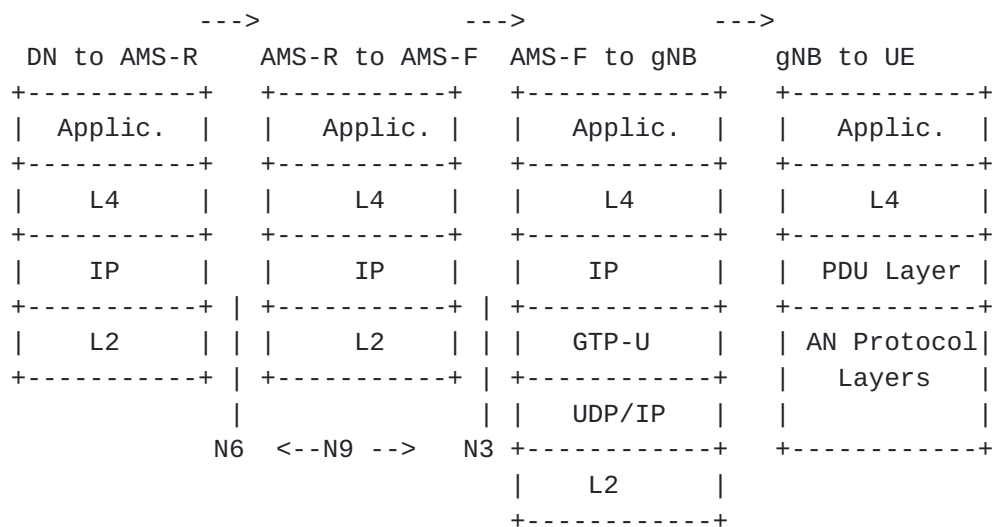 --->             --->            --->
 DN to AMS-R    AMS-R to AMS-F  AMS-F to gNB     gNB to UE
+-----------+   +-----------+   +------------+   +------------+
|  Applic.  |   |   Applic. |   |   Applic.  |   |   Applic.  |
+-----------+   +-----------+   +------------+   +------------+
|    L4     |   |     L4    |   |     L4     |   |     L4     |
+-----------+   +-----------+   +------------+   +------------+
|    IP     |   |     IP    |   |    IP      |   |  PDU Layer |
+-----------+ | +-----------+ | +------------+   +------------+
|    L2     | | |     L2    | | |   GTP-U    |   | AN Protocol|
+-----------+ | +-----------+ | +------------+   |   Layers   |
              |               | |   UDP/IP   |   |            |
             N6  <--N9 -->   N3 +------------+   +------------+
                                |    L2      |
                                +------------+